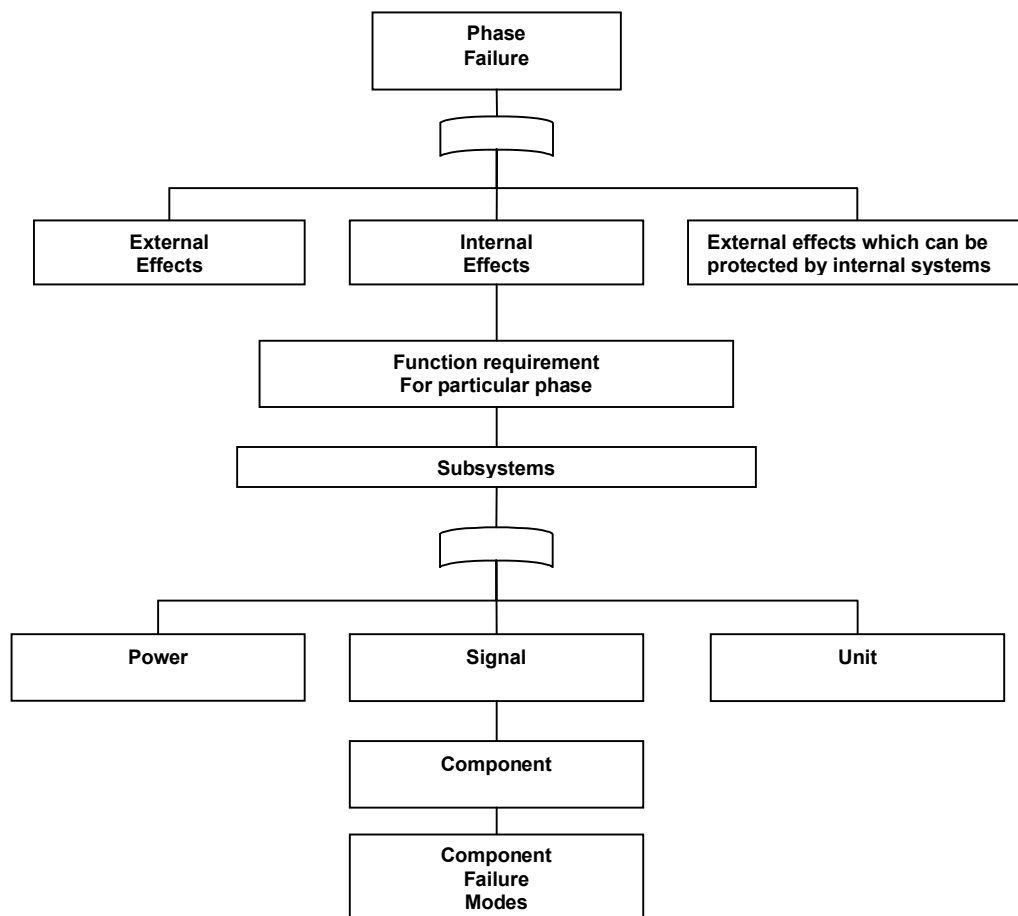 Phase
Failure
External
Effects
Internal
Effects
External effects which can be
protected by internal systems
Function requirement
For particular phase
Subsystems
Power
Signal
Unit
Component
Component
Failure
Modes